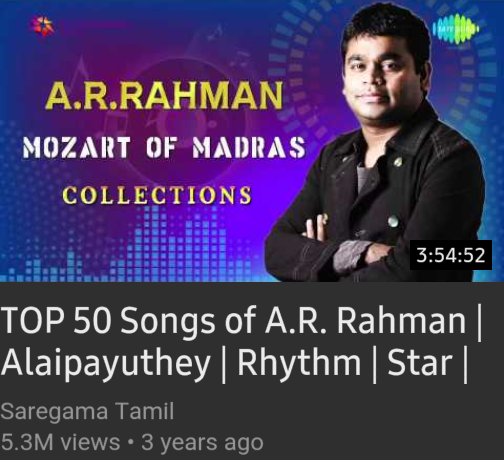 A.R.RAHMAN
MOZART OF MADRAS
COLLECTIONS
3:54:52
TOP 50 Songs of A.R. Rahman |
Alaipayuthey | Rhythm | Star |
Saregama Tamil
5.3M views • 3 years ago